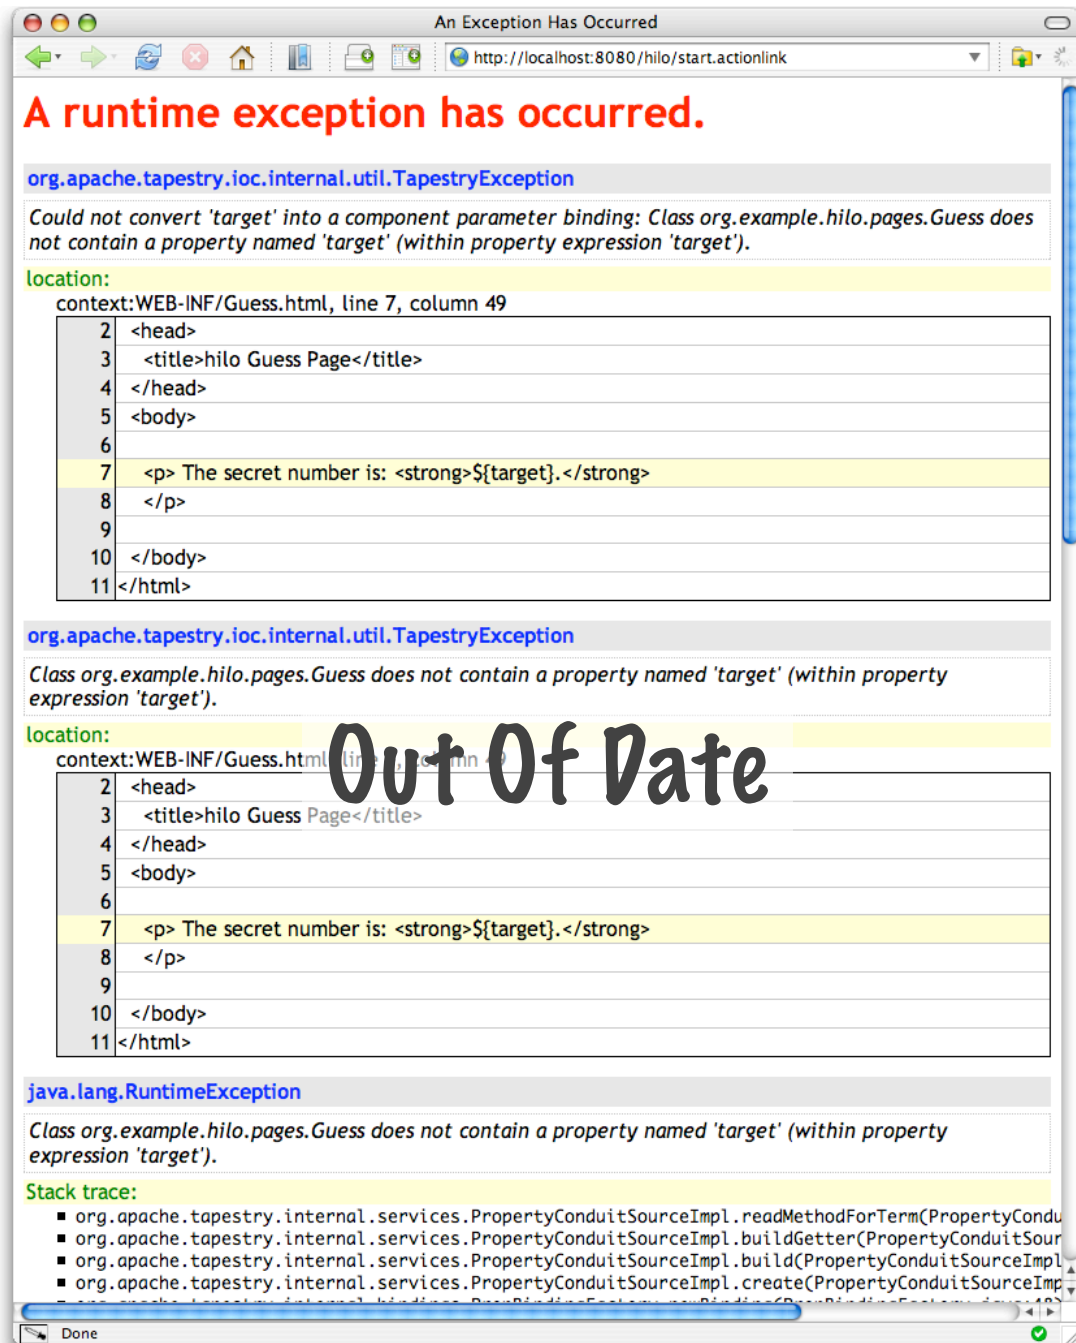 An Exception Has Occurred
http://localhost:8080/hilo/start.actionlink
A runtime exception has occurred.
org.apache.tapestry.ioc.internal.util.TapestryException
Could not convert 'target' into a component parameter binding: Class org.example.hilo.pages.Guess does
not contain a property named 'target' (within property expression 'target').
location:
context:WEB-INF/Guess.html, line 7, column 49
2 <head>
3 <title>hilo Guess Page</title>
4 </head>
5 <body>
6
7 <p> The secret number is: <strong>${target}.</strong>
8 </p>
9
10 </body>
11 </html>
org.apache.tapestry.ioc.internal.util.TapestryException
Class org.example.hilo.pages.Guess does not contain a property named 'target' (within property
expression 'target').
location:
context:WEB-INF/Guess.html, line 7, column 49
Out Of Date
2 <head>
3 <title>hilo Guess Page</title>
4 </head>
5 <body>
6
7 <p> The secret number is: <strong>${target}.</strong>
8 </p>
9
10 </body>
11 </html>
java.lang.RuntimeException
Class org.example.hilo.pages.Guess does not contain a property named 'target' (within property
expression 'target').
Stack trace:
org.apache.tapestry.internal.services.PropertyConduitSourceImpl.readMethodForTerm(PropertyCondu
org.apache.tapestry.internal.services.PropertyConduitSourceImpl.buildGetter(PropertyConduitSour
org.apache.tapestry.internal.services.PropertyConduitSourceImpl.build(PropertyConduitSourceImpl
org.apache.tapestry.internal.services.PropertyConduitSourceImpl.create(PropertyConduitSourceImp
Done